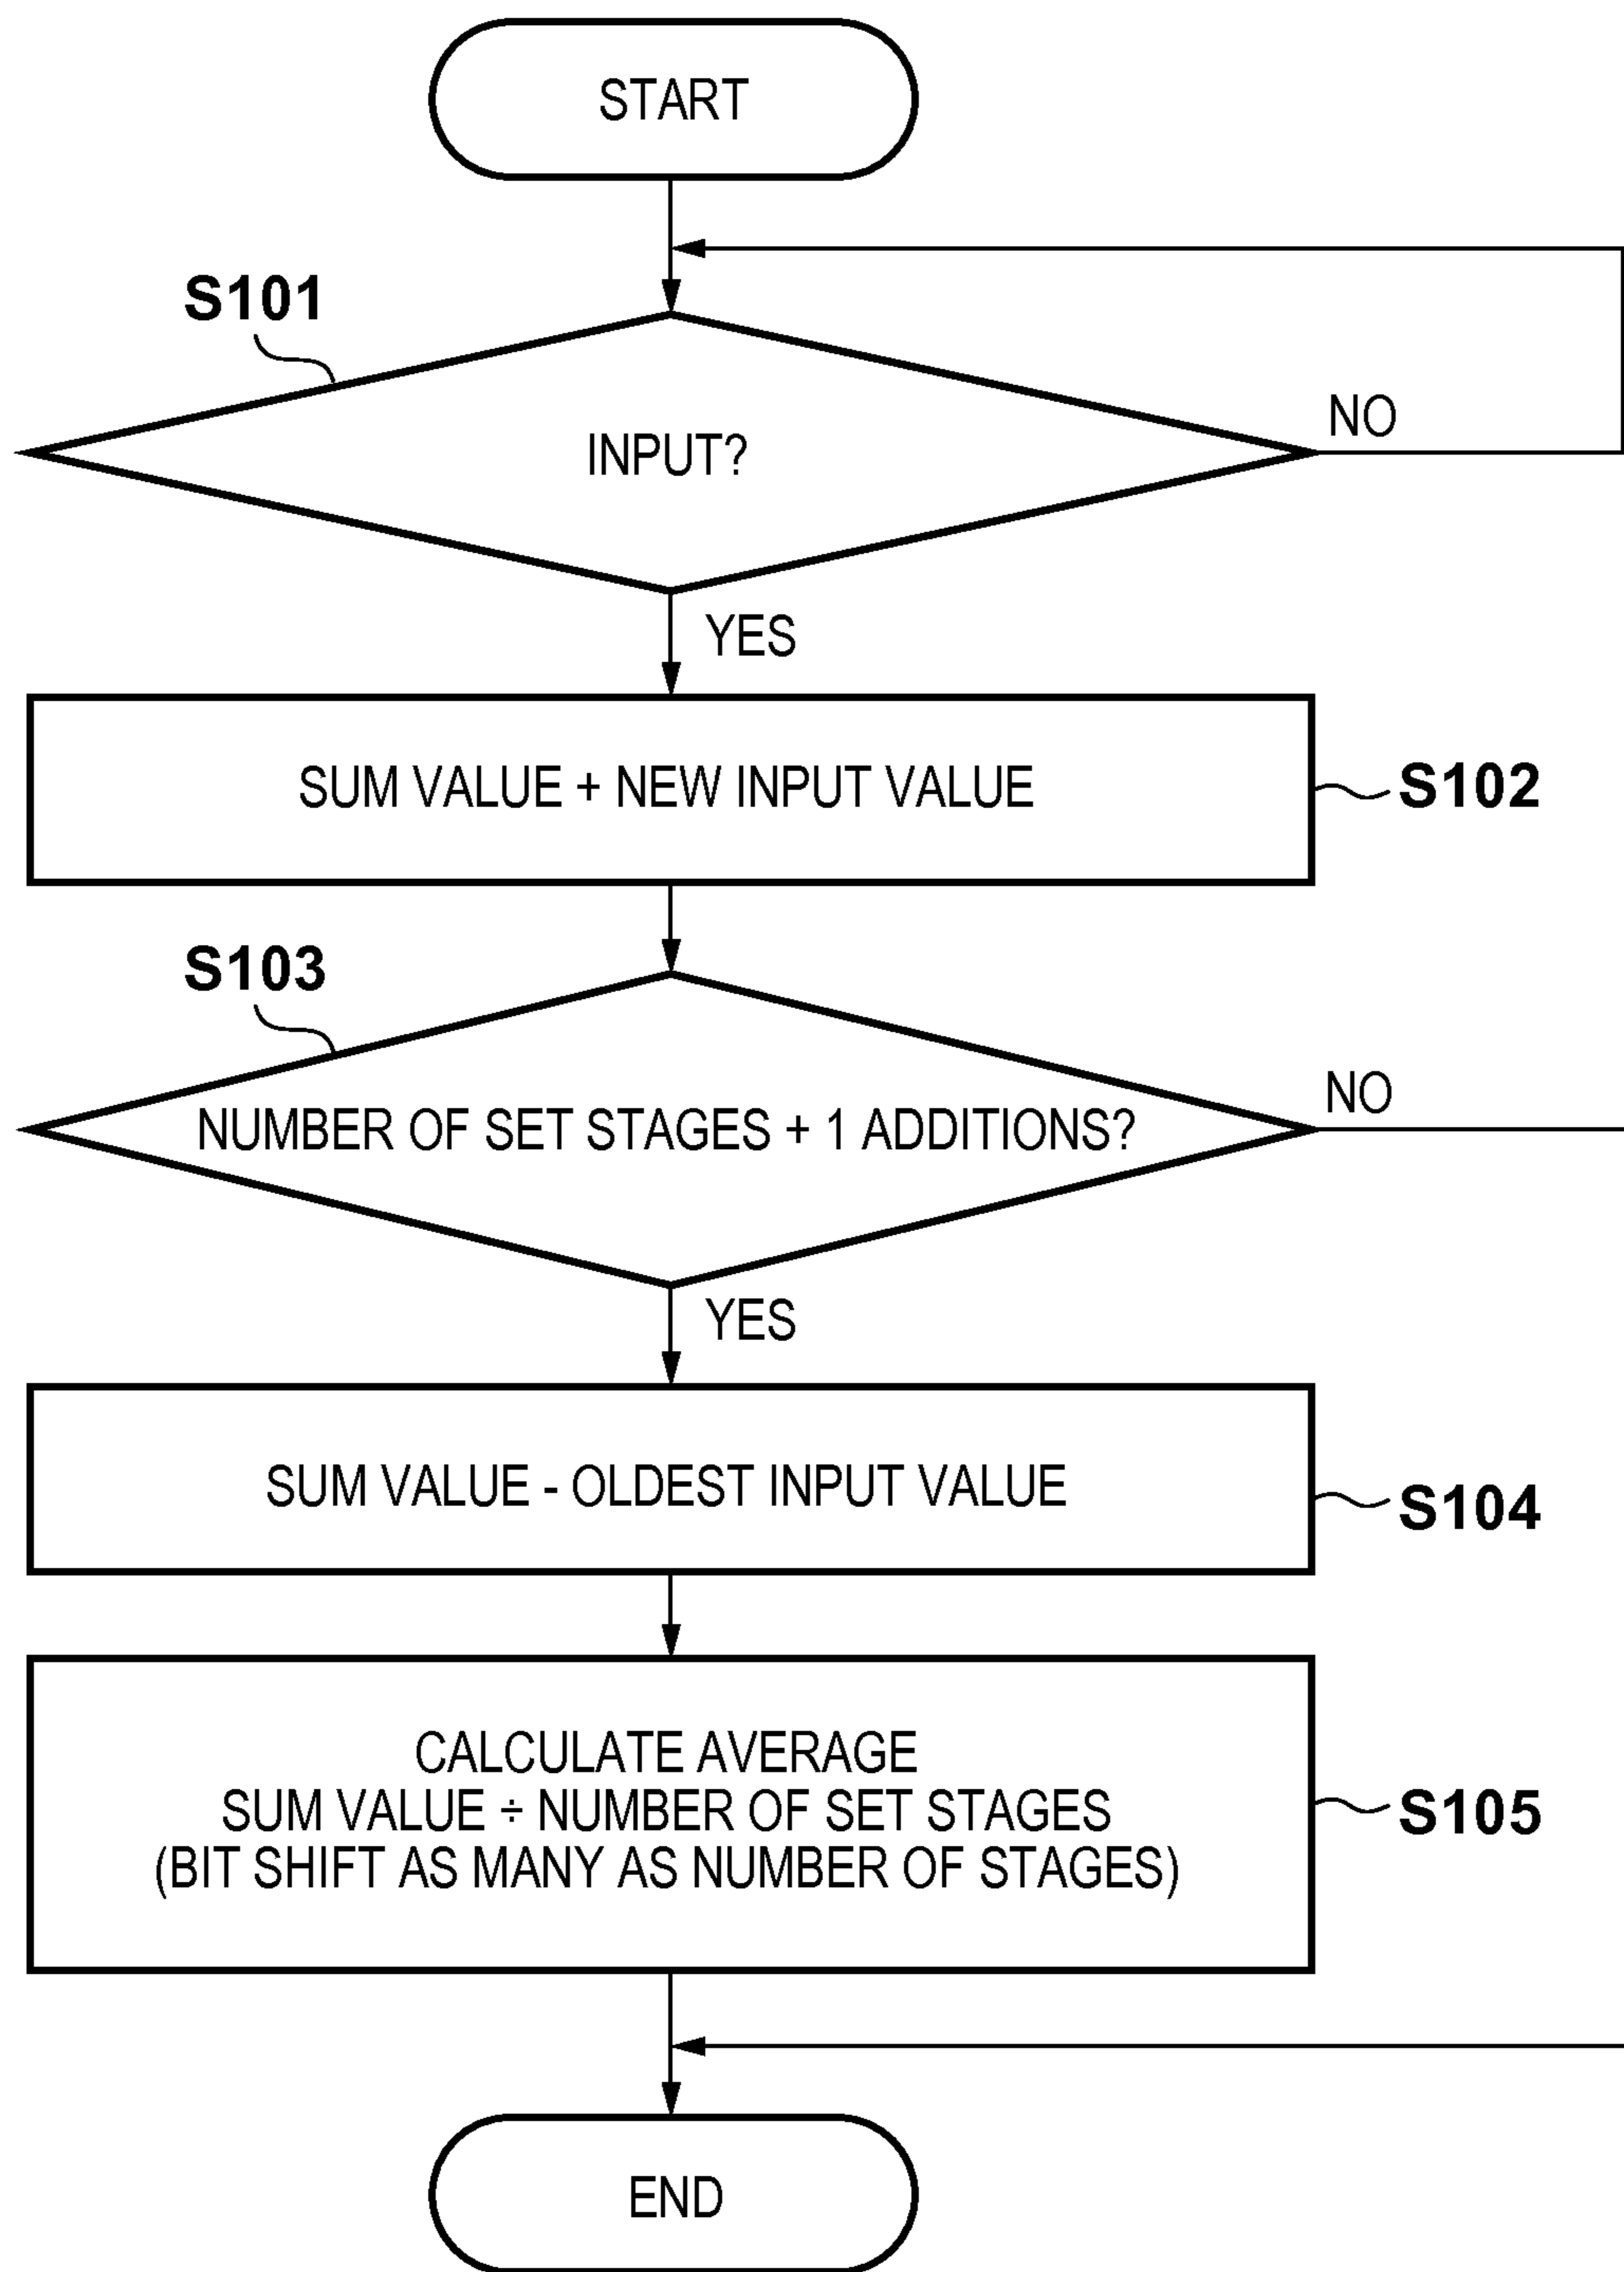 START
S101
INPUT?
NO
YES
SUM VALUE + NEW INPUT VALUE
S102
S103
NUMBER OF SET STAGES + 1 ADDITIONS?
NO
YES
SUM VALUE - OLDEST INPUT VALUE
S104
CALCULATE AVERAGE
SUM VALUE ÷ NUMBER OF SET STAGES
(BIT SHIFT AS MANY AS NUMBER OF STAGES)
S105
END